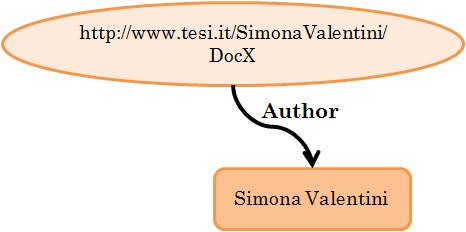 http://www.tesi.it/SimonaValentini/
DocX
Author
Simona Valentini